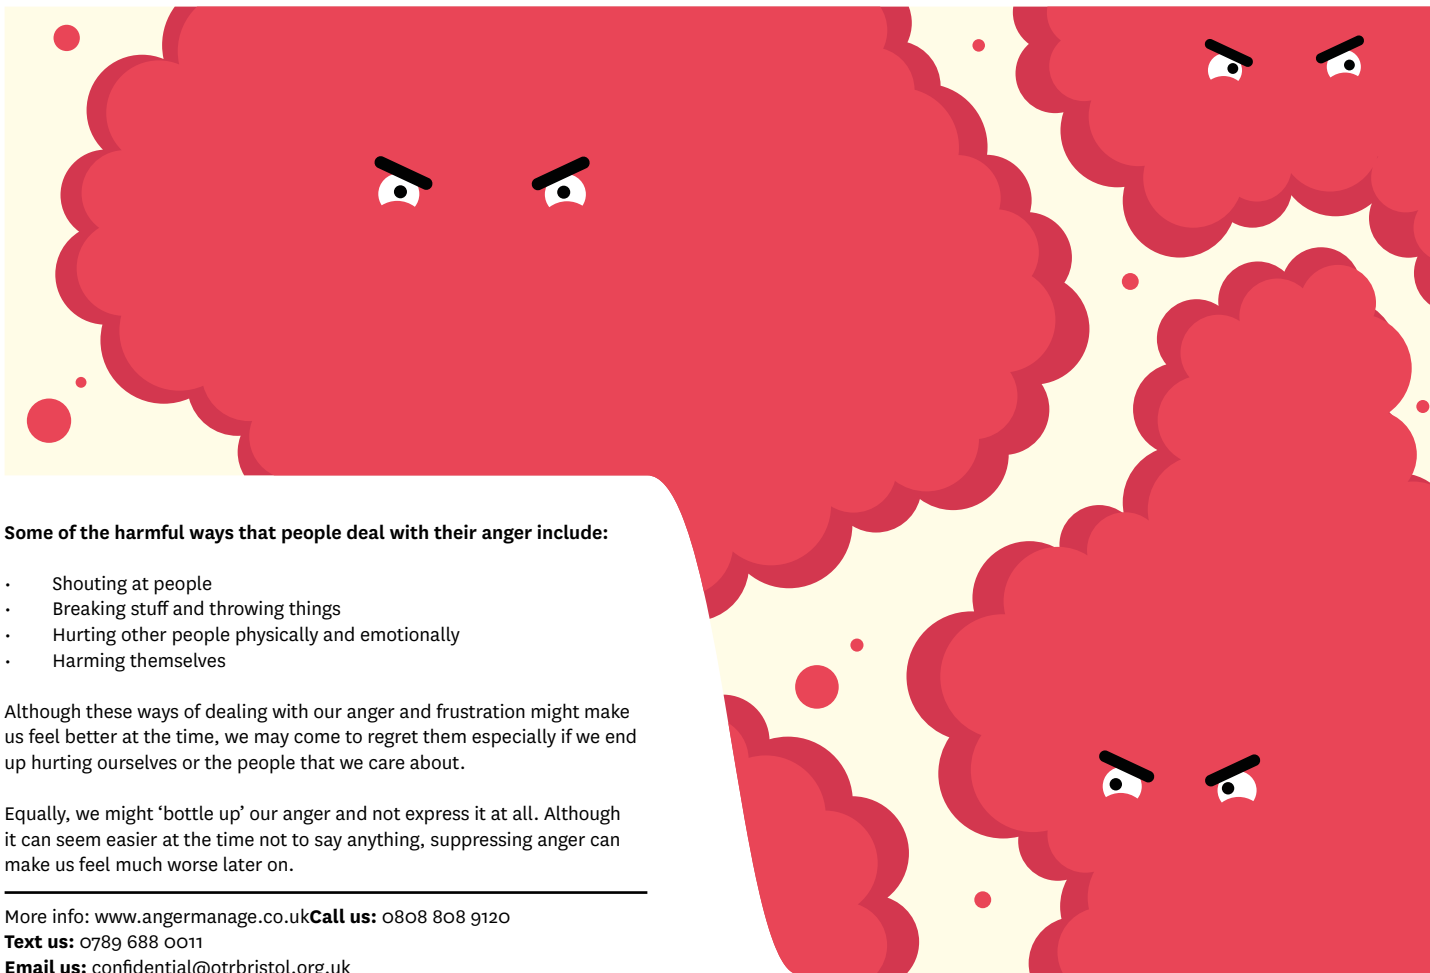 Some of the harmful ways that people deal with their anger include:
· Shouting at people
· Breaking stuff and throwing things
· Hurting other people physically and emotionally
· Harming themselves
Although these ways of dealing with our anger and frustration might make
us feel better at the time, we may come to regret them especially if we end
up hurting ourselves or the people that we care about.
Equally, we might ‘bottle up’ our anger and not express it at all. Although
it can seem easier at the time not to say anything, suppressing anger can
make us feel much worse later on.
More info: www.angermanage.co.ukCall us: 0808 808 9120
Text us: 0789 688 0011
Email us: confidential@otrbristol.org.uk